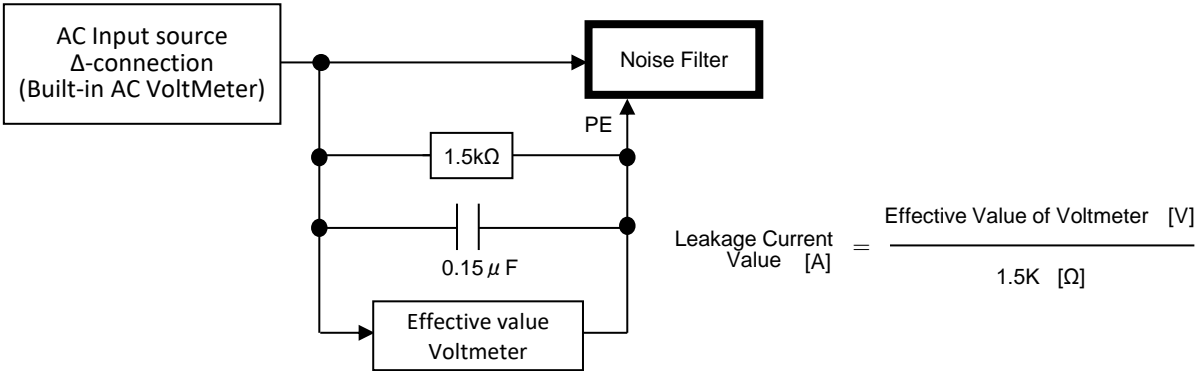 AC Input source
Δ-connection
(Built-in AC VoltMeter)
Noise Filter
PE
1.5kΩ
0.15μF
Effective value
Voltmeter
Leakage Current
Value [A]
=
Effective Value of Voltmeter [V]
1.5K [Ω]